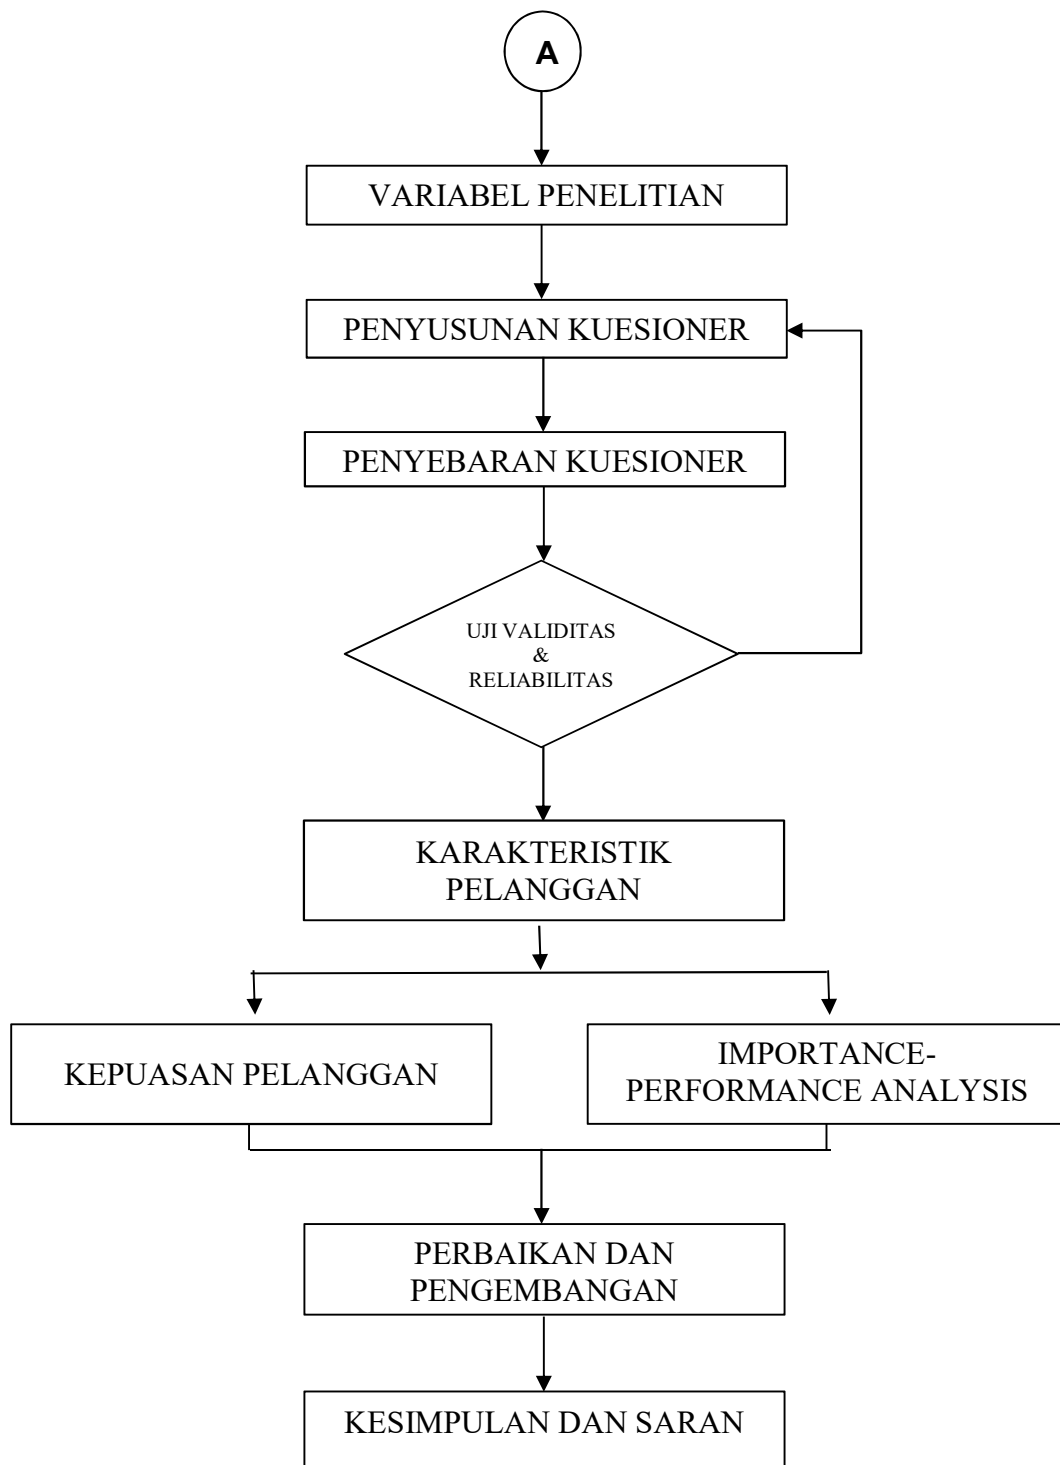 A
VARIABEL PENELITIAN
PENYUSUNAN KUESIONER
PENYEBARAN KUESIONER
UJI VALIDITAS
&
RELIABILITAS
KARAKTERISTIK
PELANGGAN
KEPUASAN PELANGGAN
IMPORTANCE-
PERFORMANCE ANALYSIS
PERBAIKAN DAN
PENGEMBANGAN
KESIMPULAN DAN SARAN